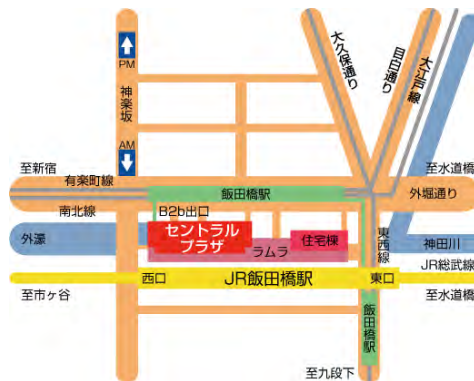 PM
神楽坂
AM
大久保通り
目白通り
大江戸線
至新宿
至水道橋
有楽町線
飯田橋駅
外堀通り
南北線
B2b出口
外濠
セントラル
プラザ
住宅棟
ラムラ
東西線
神田川
JR総武線
西口
JR飯田橋駅
東口
至市ヶ谷
至水道橋
飯田橋駅
至九段下